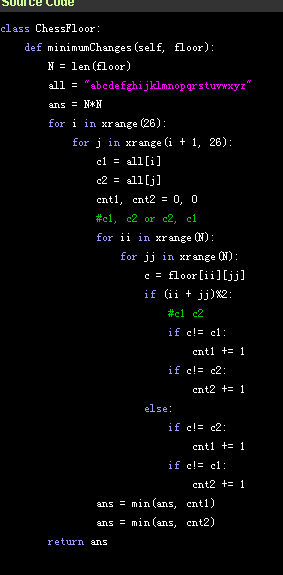 Source Code
class ChessFloor:
    def minimumChanges(self, floor):
        N = len(floor)
        all = "abcdefghijklmnopqrstuvwxyz"
        ans = N*N
        for i in xrange(26):
            for j in xrange(i + 1, 26):
                c1 = all[i]
                c2 = all[j]
                cnt1, cnt2 = 0, 0
                #c1, c2 or c2, c1
                for ii in xrange(N):
                    for jj in xrange(N):
                        c = floor[ii][jj]
                        if (ii + jj)%2:
                            #c1 c2
                            if c!= c1:
                                cnt1 += 1
                            if c!= c2:
                                cnt2 += 1
                        else:
                            if c!= c2:
                                cnt1 += 1
                            if c!= c1:
                                cnt2 += 1
                ans = min(ans, cnt1)
                ans = min(ans, cnt2)
        return ans